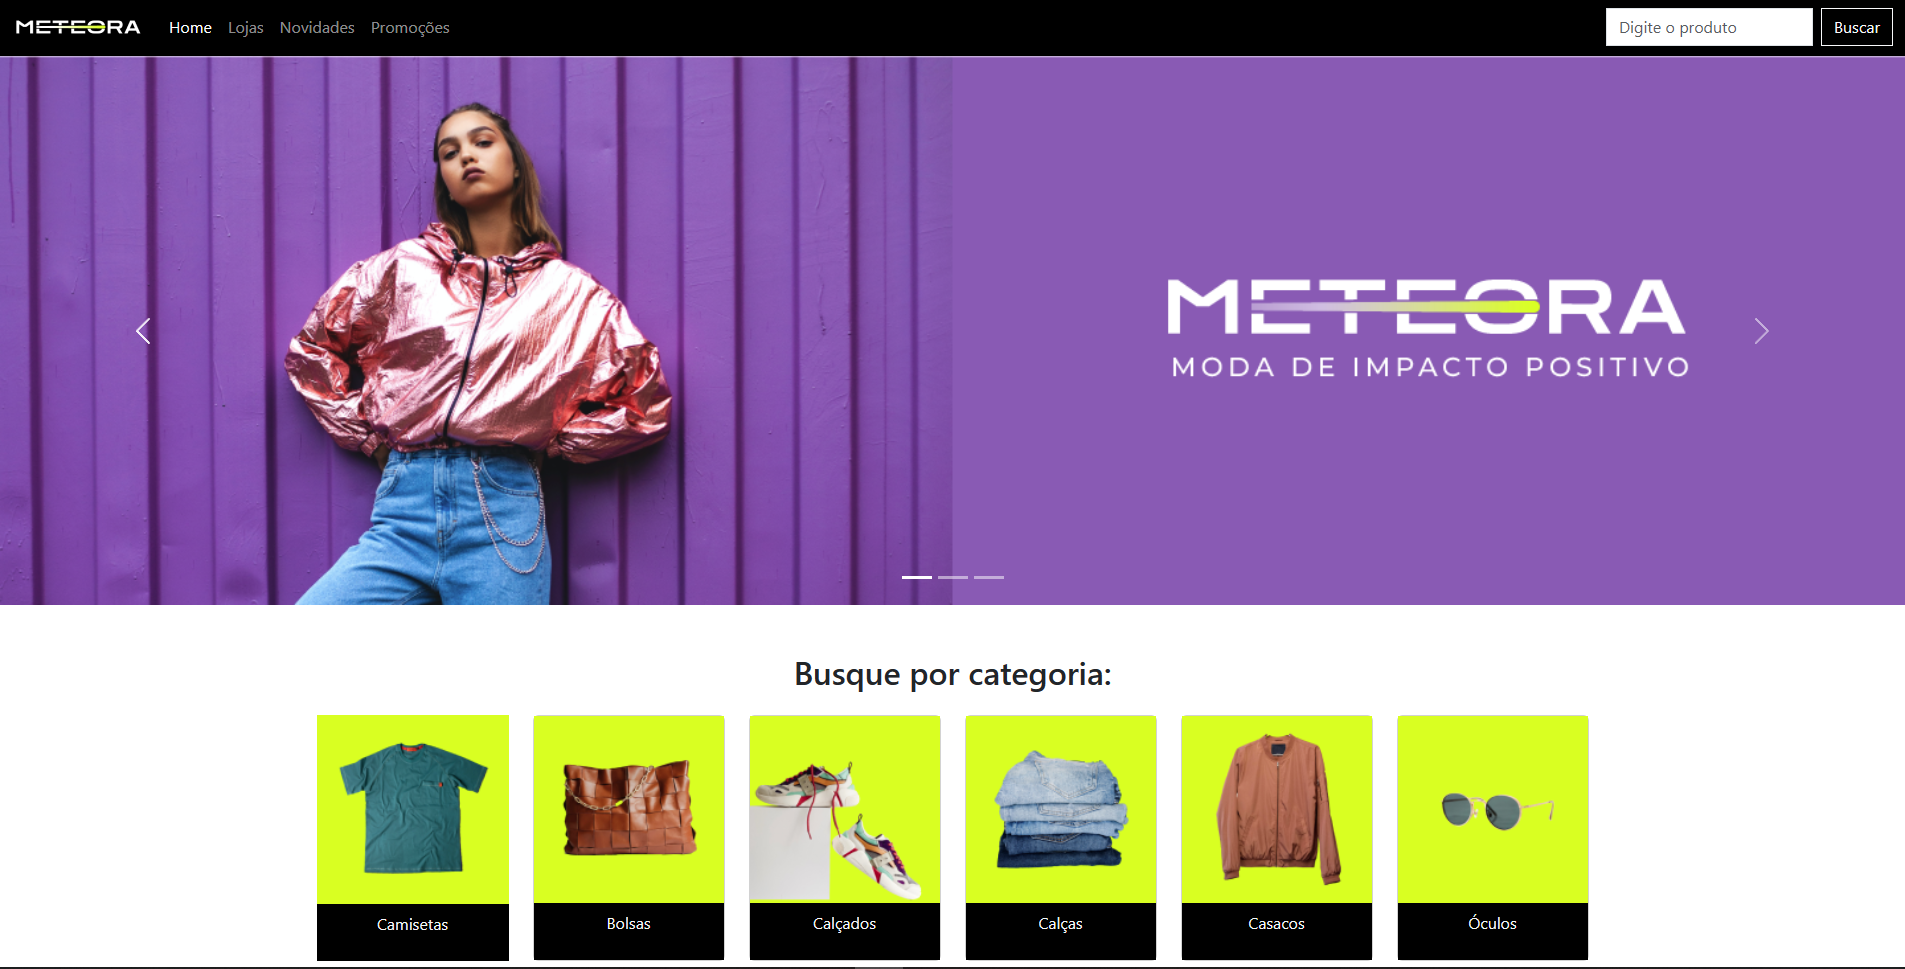 METEORA Home Lojas Novidades Promoções Digite o produto Buscar
METEORA
MODA DE IMPACTO POSITIVO
Busque por categoria:
Camisetas Bolsas Calçados Calças Casacos Óculos